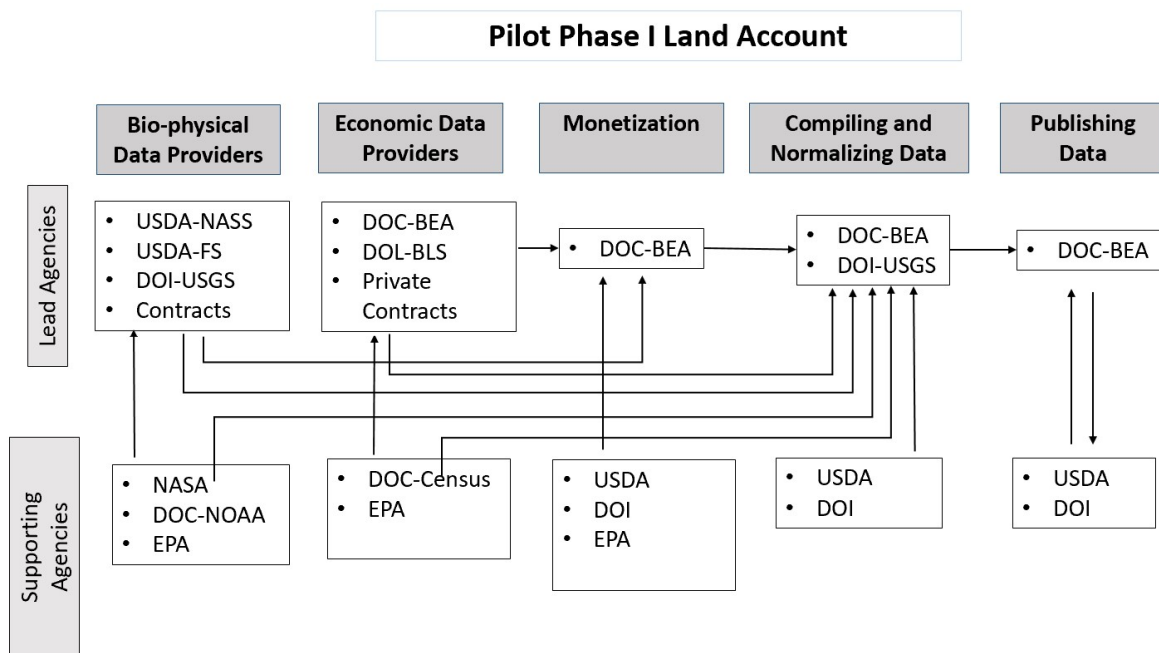 Pilot Phase I Land Account
Bio-physical
Data Providers
Economic Data
Providers
Monetization
Compiling and
Normalizing Data
Publishing
Data
Lead Agencies
• USDA-NASS
• USDA-FS
• DOI-USGS
• Contracts
• DOC-BEA
• DOL-BLS
• Private
Contracts
• DOC-BEA
• DOC-BEA
• DOI-USGS
• DOC-BEA
Supporting
Agencies
• NASA
• DOC-NOAA
• EPA
• DOC-Census
• EPA
• USDA
• DOI
• EPA
• USDA
• DOI
• USDA
• DOI